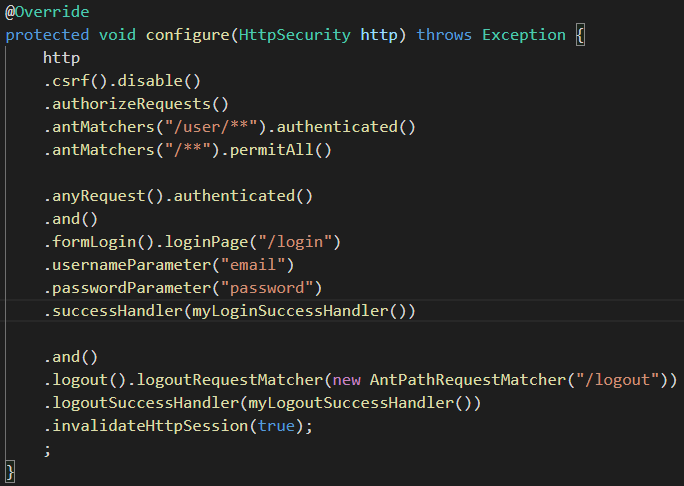 @Override
protected void configure(HttpSecurity http) throws Exception {
http
.csrf().disable()
.authorizeRequests()
.antMatchers("/user/**").authenticated()
.antMatchers("/**").permitAll()
.anyRequest().authenticated()
.and()
.formLogin().loginPage("/login")
.usernameParameter("email")
.passwordParameter("password")
.successHandler(myLoginSuccessHandler())
.and()
.logout().logoutRequestMatcher(new AntPathRequestMatcher("/logout"))
.logoutSuccessHandler(myLogoutSuccessHandler())
.invalidateHttpSession(true);
;
}